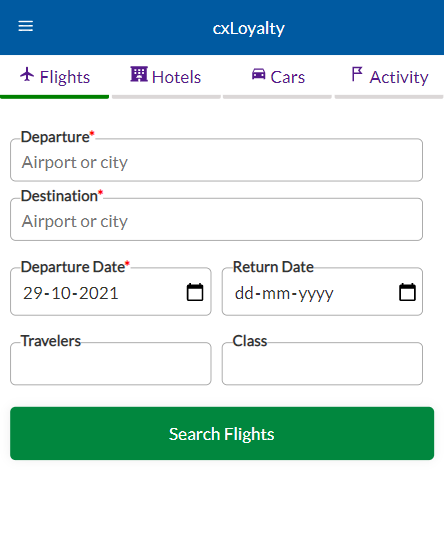 cxLoyalty
Flights Hotels Cars Activity
Departure*
Airport or city
Destination*
Airport or city
Departure Date* Return Date
29-10-2021 dd-mm-yyyy
Travelers Class
Search Flights